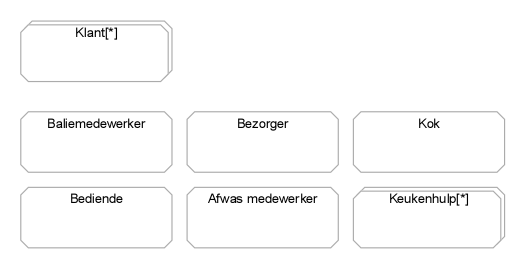 Klant[*]
Baliemedewerker
Bezorger
Kok
Bediende
Afwas medewerker
Keukenhulp[*]